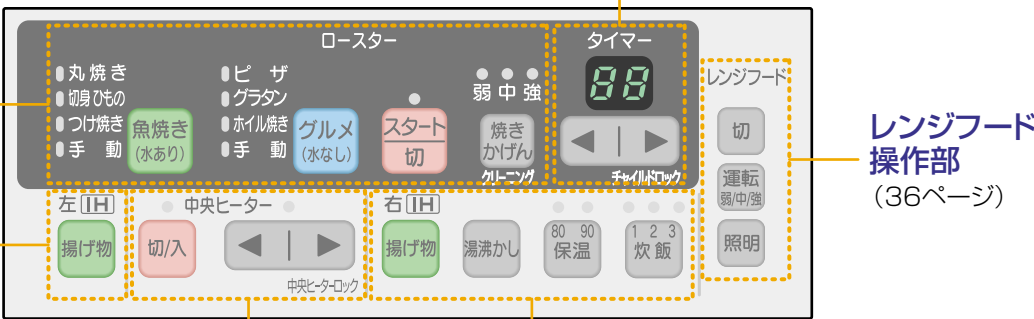 ロースター
丸焼き
切身ひもの
つけ焼き
手 動
魚焼き
(水あり)
ピ ザ
グラタン
ホイル焼き
手 動
グルメ
(水なし)
スタート
切
弱 中 強
焼き
かげん
クリーニング
タイマー
88
◀ | ▶
チャイルドロック
左 IH
揚げ物
中央ヒーター
切/入
◀ | ▶
中央ヒーターロック
右 IH
揚げ物
湯沸かし
80 90
保温
1 2 3
炊飯
レンジフード
切
運転
弱/中/強
照明
レンジフード
操作部
(36ページ)